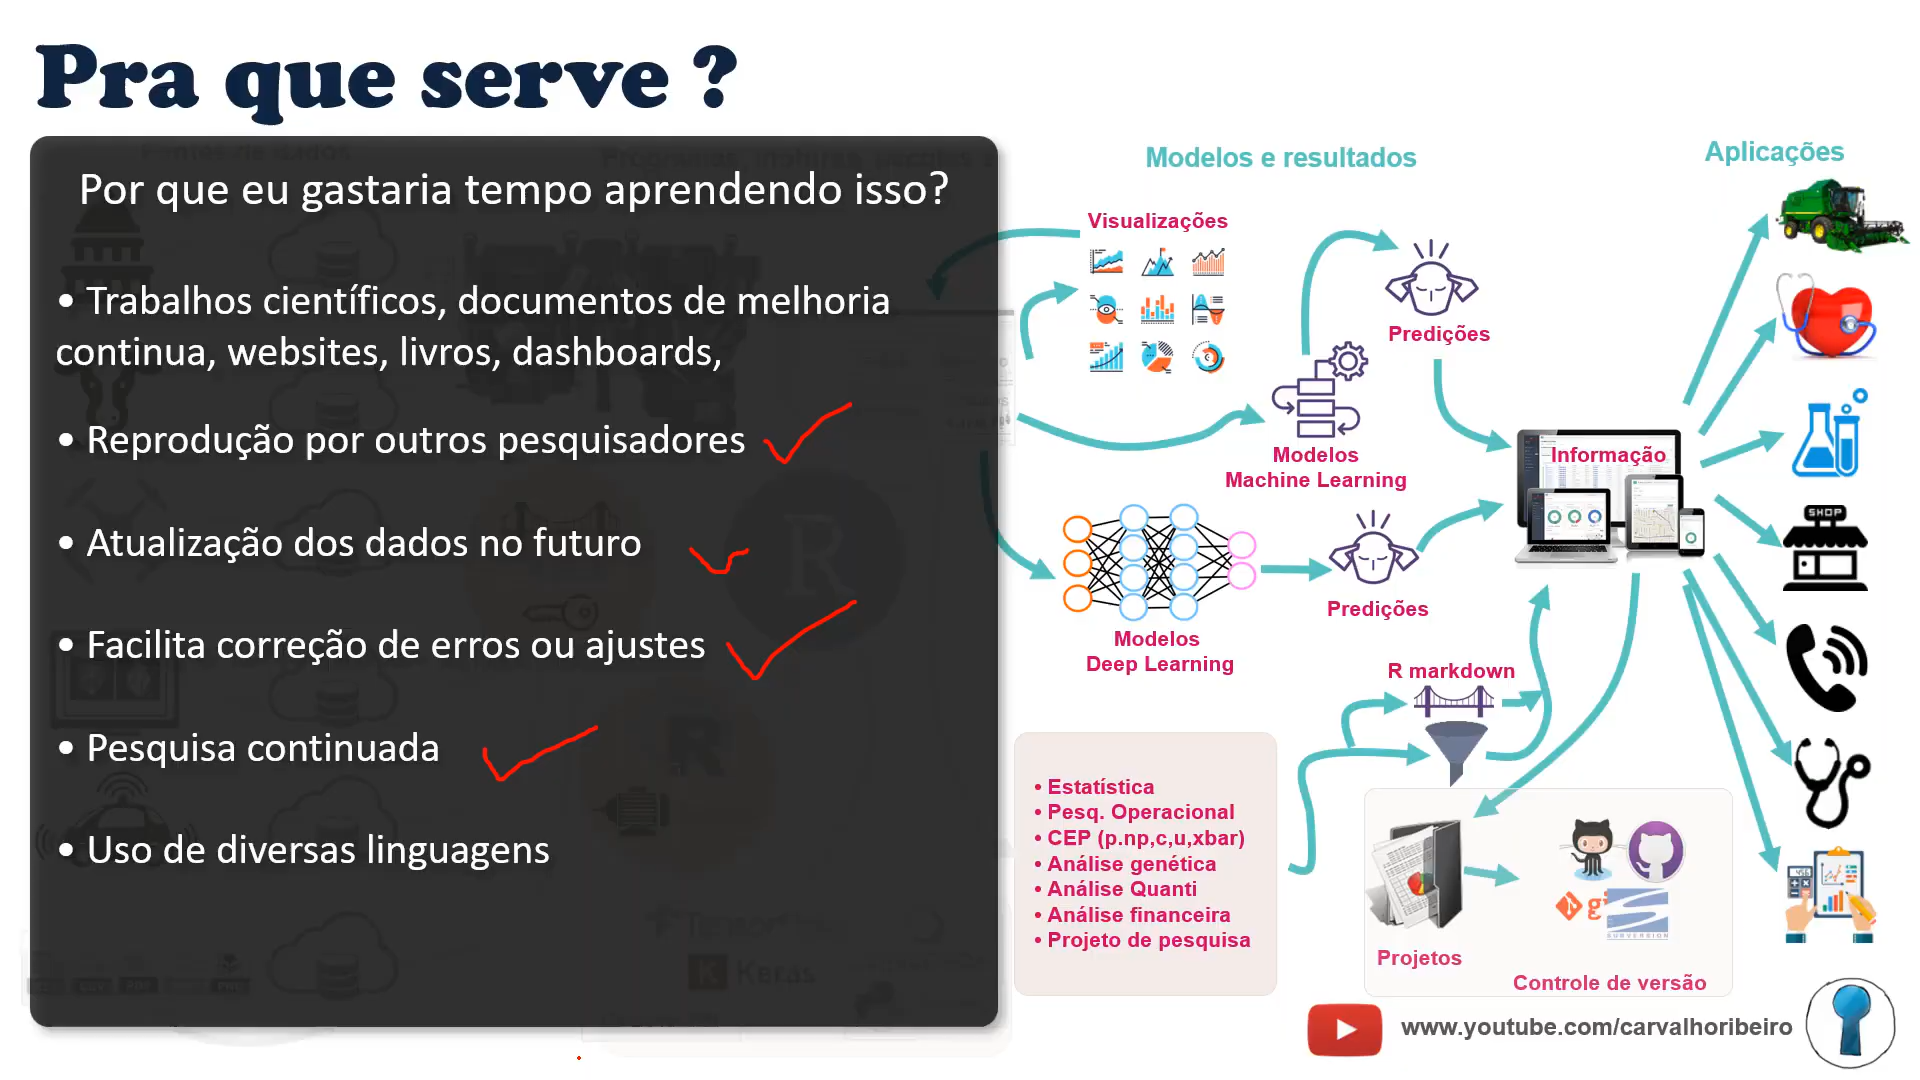 Pra que serve ?
Por que eu gastaria tempo aprendendo isso?
• Trabalhos científicos, documentos de melhoria
continua, websites, livros, dashboards,
• Reprodução por outros pesquisadores
• Atualização dos dados no futuro
• Facilita correção de erros ou ajustes
• Pesquisa continuada
• Uso de diversas linguagens
Modelos e resultados
Aplicações
Visualizações
Predições
Modelos
Machine Learning
Informação
SHOP
Predições
Modelos
Deep Learning
R markdown
• Estatística
• Pesq. Operacional
• CEP (p.np,c,u,xbar)
• Análise genética
• Análise Quanti
• Análise financeira
• Projeto de pesquisa
R
R
Keras
Projetos
SUBVERSION
Controle de versão
www.youtube.com/carvalhoribeiro